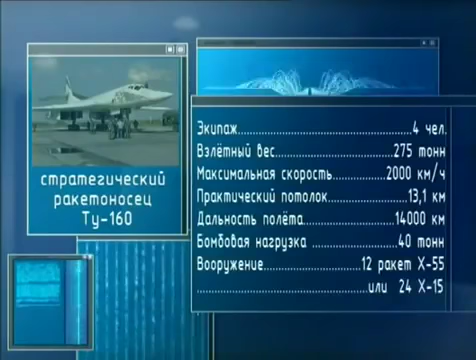 стратегический
ракетоносец
Ту-160
Экипаж..........................4 чел.
Взлётный вес.................275 тонн
Максимальная скорость........2000 км/ч
Практический потолок..........13,1 км
Дальность полёта.............14000 км
Бомбовая нагрузка ............40 тонн
Вооружение..............12 ракет Х-55
.........................или 24 Х-15